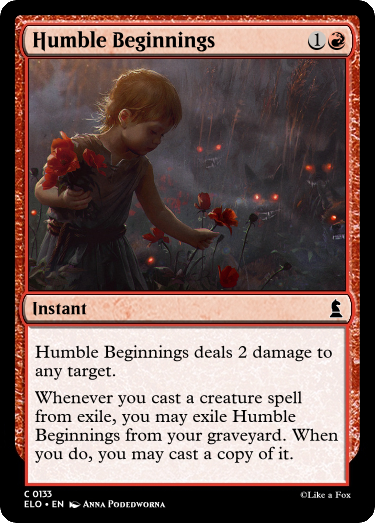 Humble Beginnings 1
Instant
Humble Beginnings deals 2 damage to
any target.
Whenever you cast a creature spell
from exile, you may exile Humble
Beginnings from your graveyard. When
you do, you may cast a copy of it.
C 0133
ELO • EN Anna Podedworna
©Like a Fox